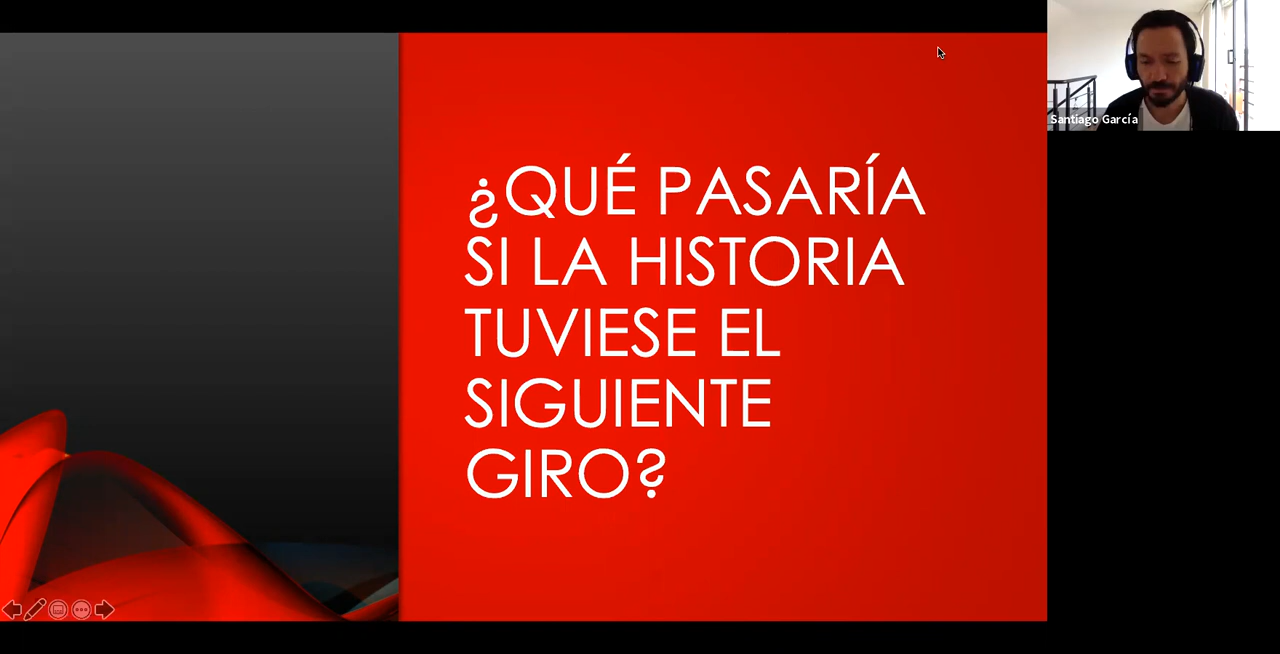 ¿QUÉ PASARÍA
SI LA HISTORIA
TUVIESE EL
SIGUIENTE
GIRO?
Santiago García